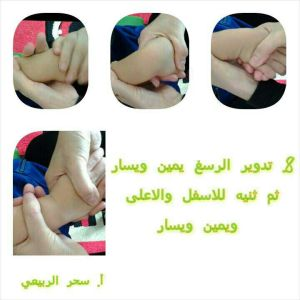 8 تدوير الرسغ يمين ويسار
ثم ثنيه للاسفل والاعلى
ويمين ويسار
أ. سحر الربيعي